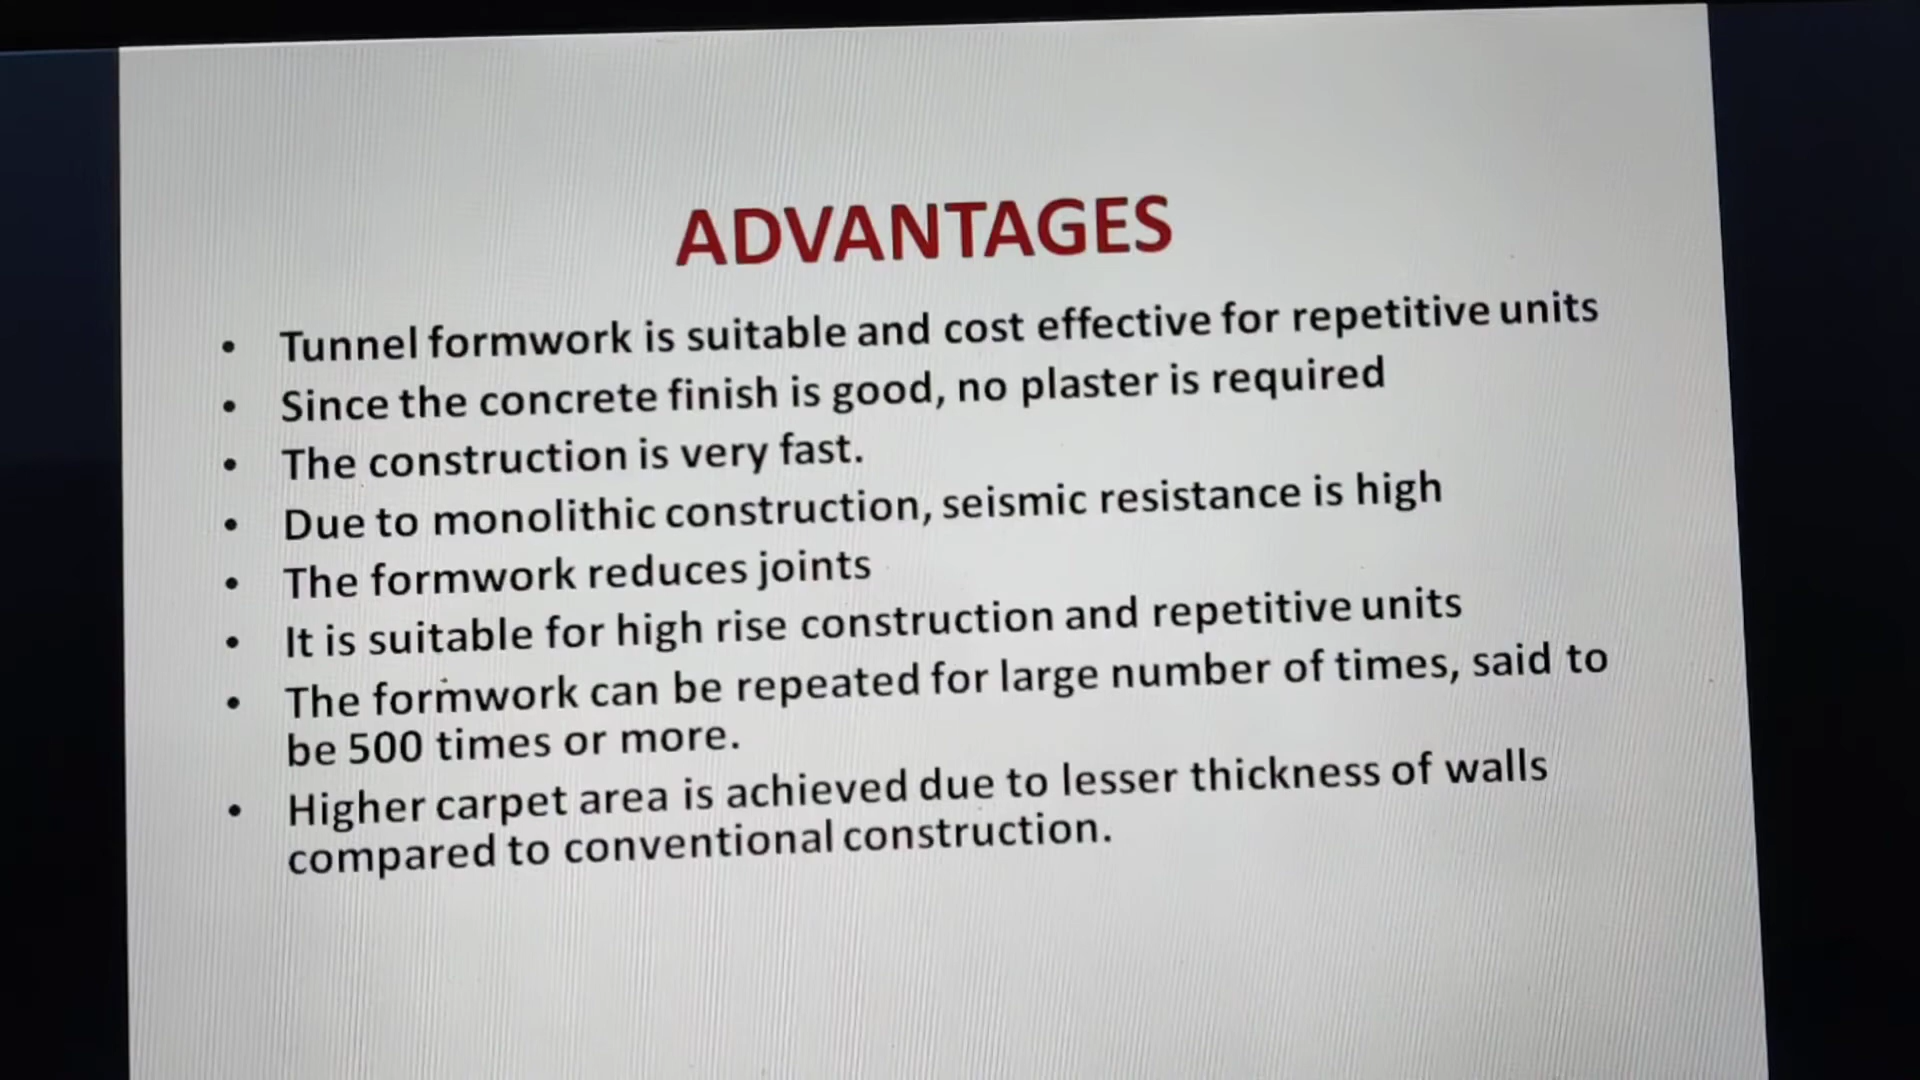 ADVANTAGES
• Tunnel formwork is suitable and cost effective for repetitive units
• Since the concrete finish is good, no plaster is required
• The construction is very fast.
• Due to monolithic construction, seismic resistance is high
• The formwork reduces joints
• It is suitable for high rise construction and repetitive units
• The formwork can be repeated for large number of times, said to
be 500 times or more.
• Higher carpet area is achieved due to lesser thickness of walls
compared to conventional construction.